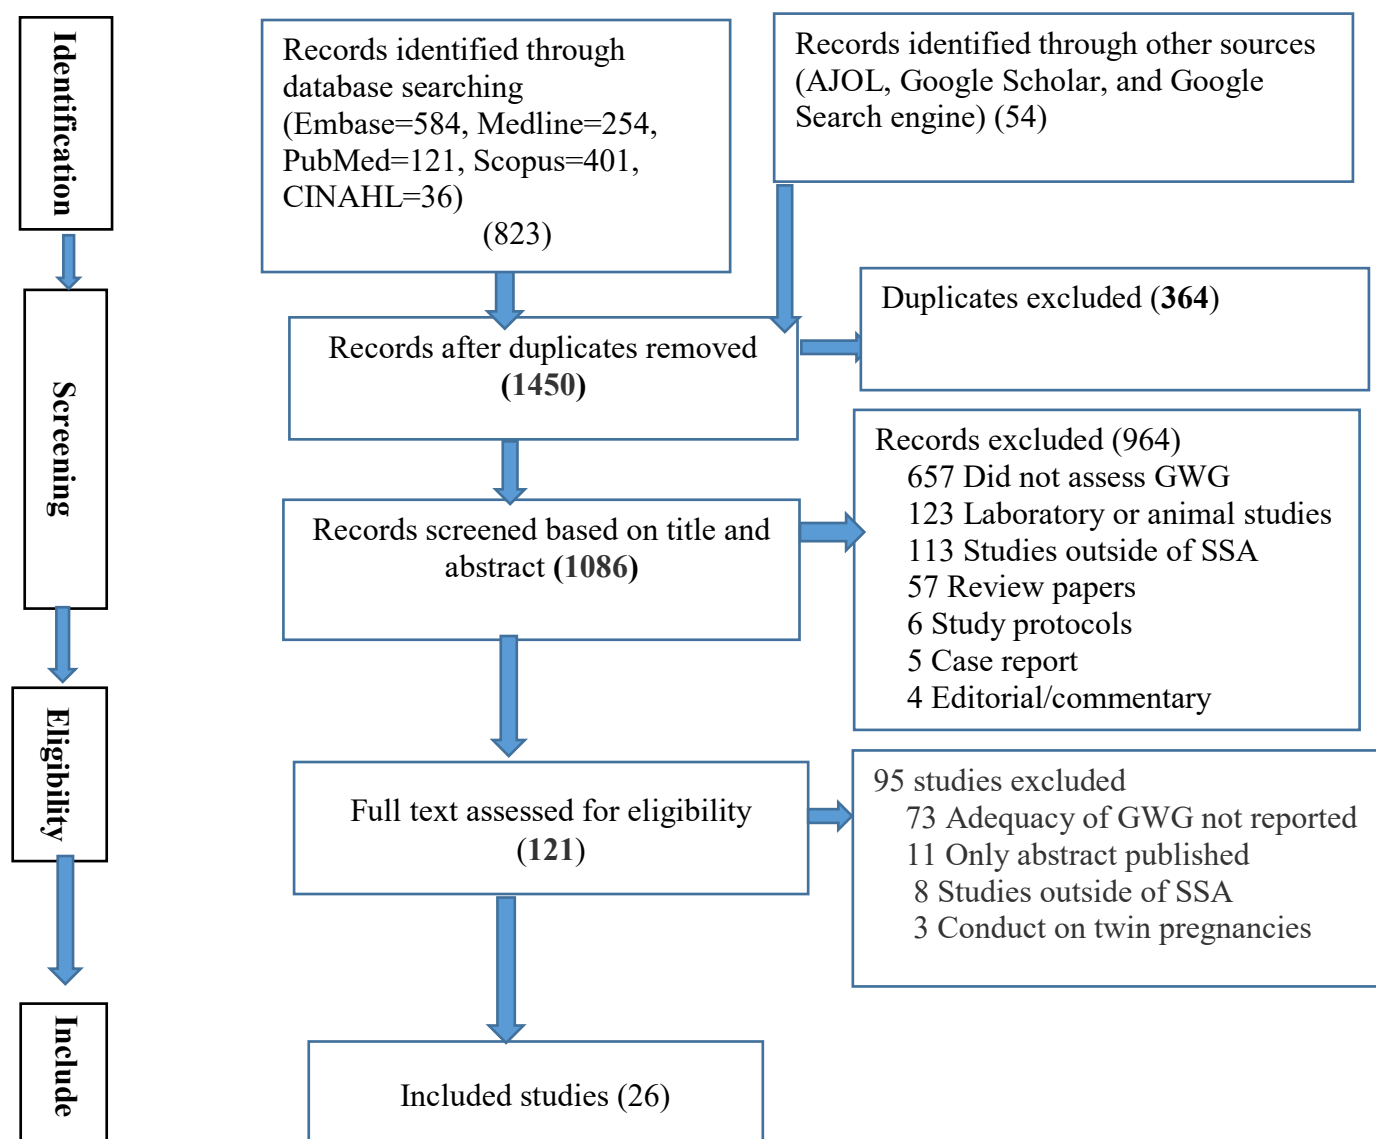 Identification
Records identified through
database searching
(Embase=584, Medline=254,
PubMed=121, Scopus=401,
CINAHL=36)
(823)
Records identified through other sources
(AJOL, Google Scholar, and Google
Search engine) (54)
Screening
Records after duplicates removed
(1450)
Duplicates excluded (364)
Records screened based on title and
abstract (1086)
Records excluded (964)
657 Did not assess GWG
123 Laboratory or animal studies
113 Studies outside of SSA
57 Review papers
6 Study protocols
5 Case report
4 Editorial/commentary
Eligibility
Full text assessed for eligibility
(121)
95 studies excluded
73 Adequacy of GWG not reported
11 Only abstract published
8 Studies outside of SSA
3 Conduct on twin pregnancies
Include
Included studies (26)